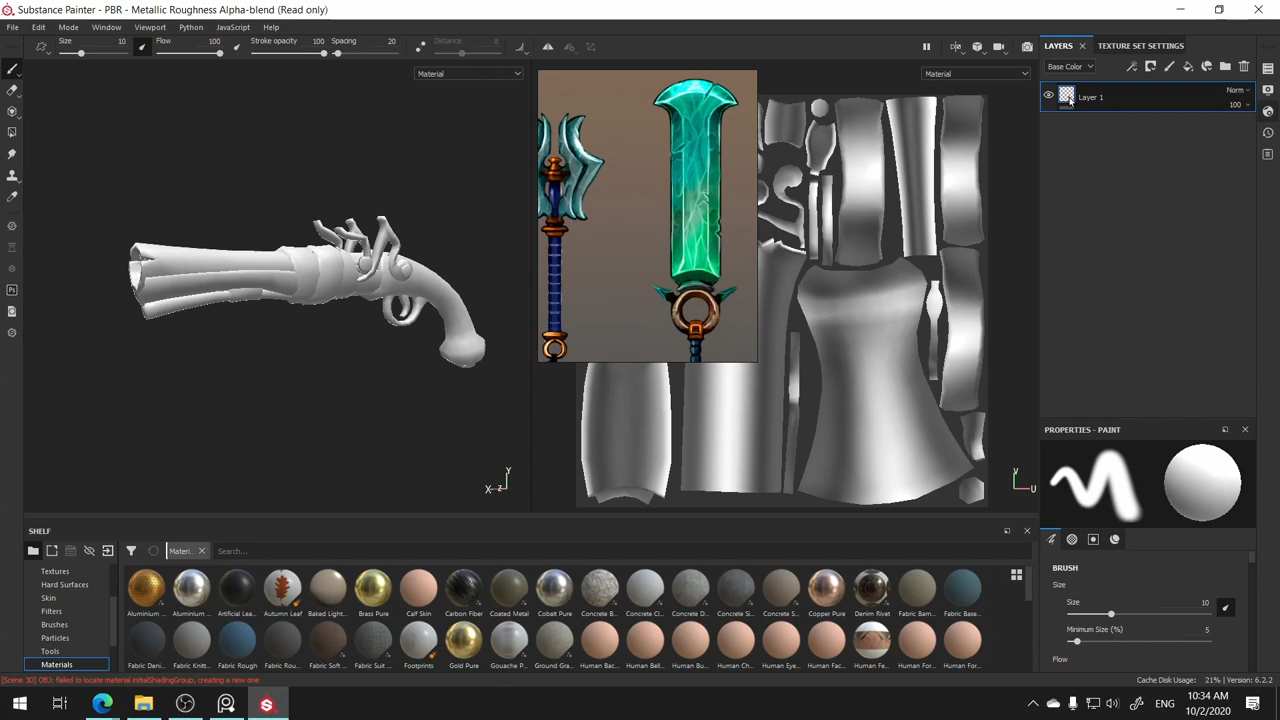 Substance Painter - PBR - Metallic Roughness Alpha-blend (Read only)
File Edit Mode Window Viewport Python JavaScript Help
Size 10 Flow 100 Stroke opacity 100 Spacing 20 Distance 8
LAYERS TEXTURE SET SETTINGS
Base Color
Material Material
Norm
Layer 1
100
Y
X Z
V
U
PROPERTIES - PAINT
SHELF
Materi... Search...
Textures
Hard Surfaces
Skin
Filters
Brushes
Particles
Tools
Materials
Aluminium ... Aluminium ... Artificial Lea... Autumn Leaf Baked Light... Brass Pure Calf Skin Carbon Fiber Coated Metal Cobalt Pure Concrete B... Concrete Cl... Concrete D... Concrete Si... Concrete S... Copper Pure Denim Rivet Fabric Bam... Fabric Base...
Fabric Deni... Fabric Knitt... Fabric Rough Fabric Rou... Fabric Soft ... Fabric Suit ... Footprints Gold Pure Gouache P... Ground Gra... Human Bac... Human Bell... Human Bu... Human Ch... Human Eye... Human Fac... Human Fe... Human For... Human For...
BRUSH
Size
Size 10
Minimum Size (%) 5
Flow
[Scene 3D] OBJ: failed to locate material initialShadingGroup, creating a new one.
Cache Disk Usage: 21% | Version: 6.2.2
ENG
10:34 AM
10/2/2020